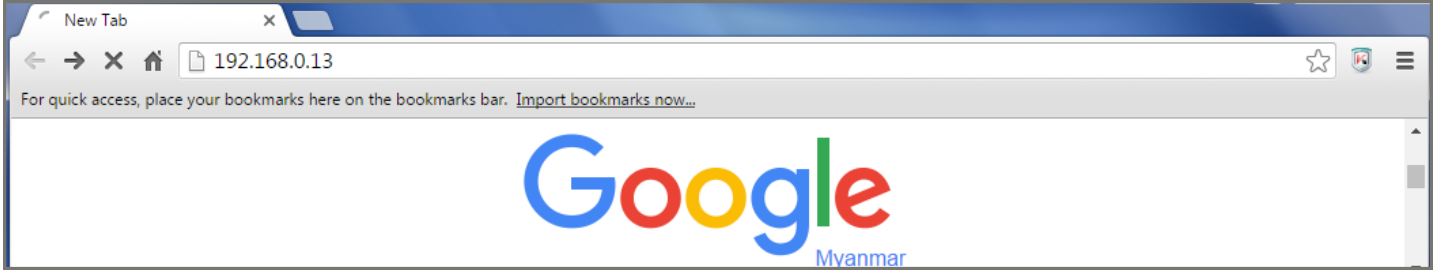 New Tab
192.168.0.13
For quick access, place your bookmarks here on the bookmarks bar. Import bookmarks now...
Google
Myanmar